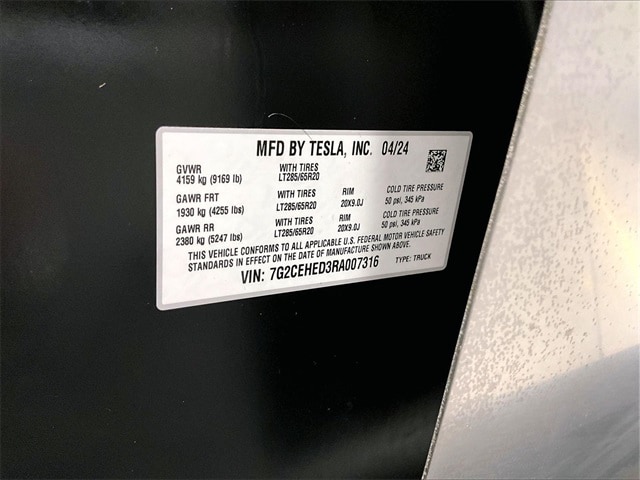 MFD BY TESLA, INC. 04/24
GVWR WITH TIRES
4159 kg (9169 lb) LT285/65R20
GAWR FRT WITH TIRES RIM COLD TIRE PRESSURE
1930 kg (4255 lbs) LT285/65R20 20X9.0J 50 psi, 345 kPa
GAWR RR WITH TIRES RIM COLD TIRE PRESSURE
2380 kg (5247 lbs) LT285/65R20 20X9.0J 50 psi, 345 kPa
THIS VEHICLE CONFORMS TO ALL APPLICABLE U.S. FEDERAL MOTOR VEHICLE SAFETY
STANDARDS IN EFFECT ON THE DATE OF MANUFACTURE SHOWN ABOVE.
VIN: 7G2CEHED3RA007316 TYPE: TRUCK